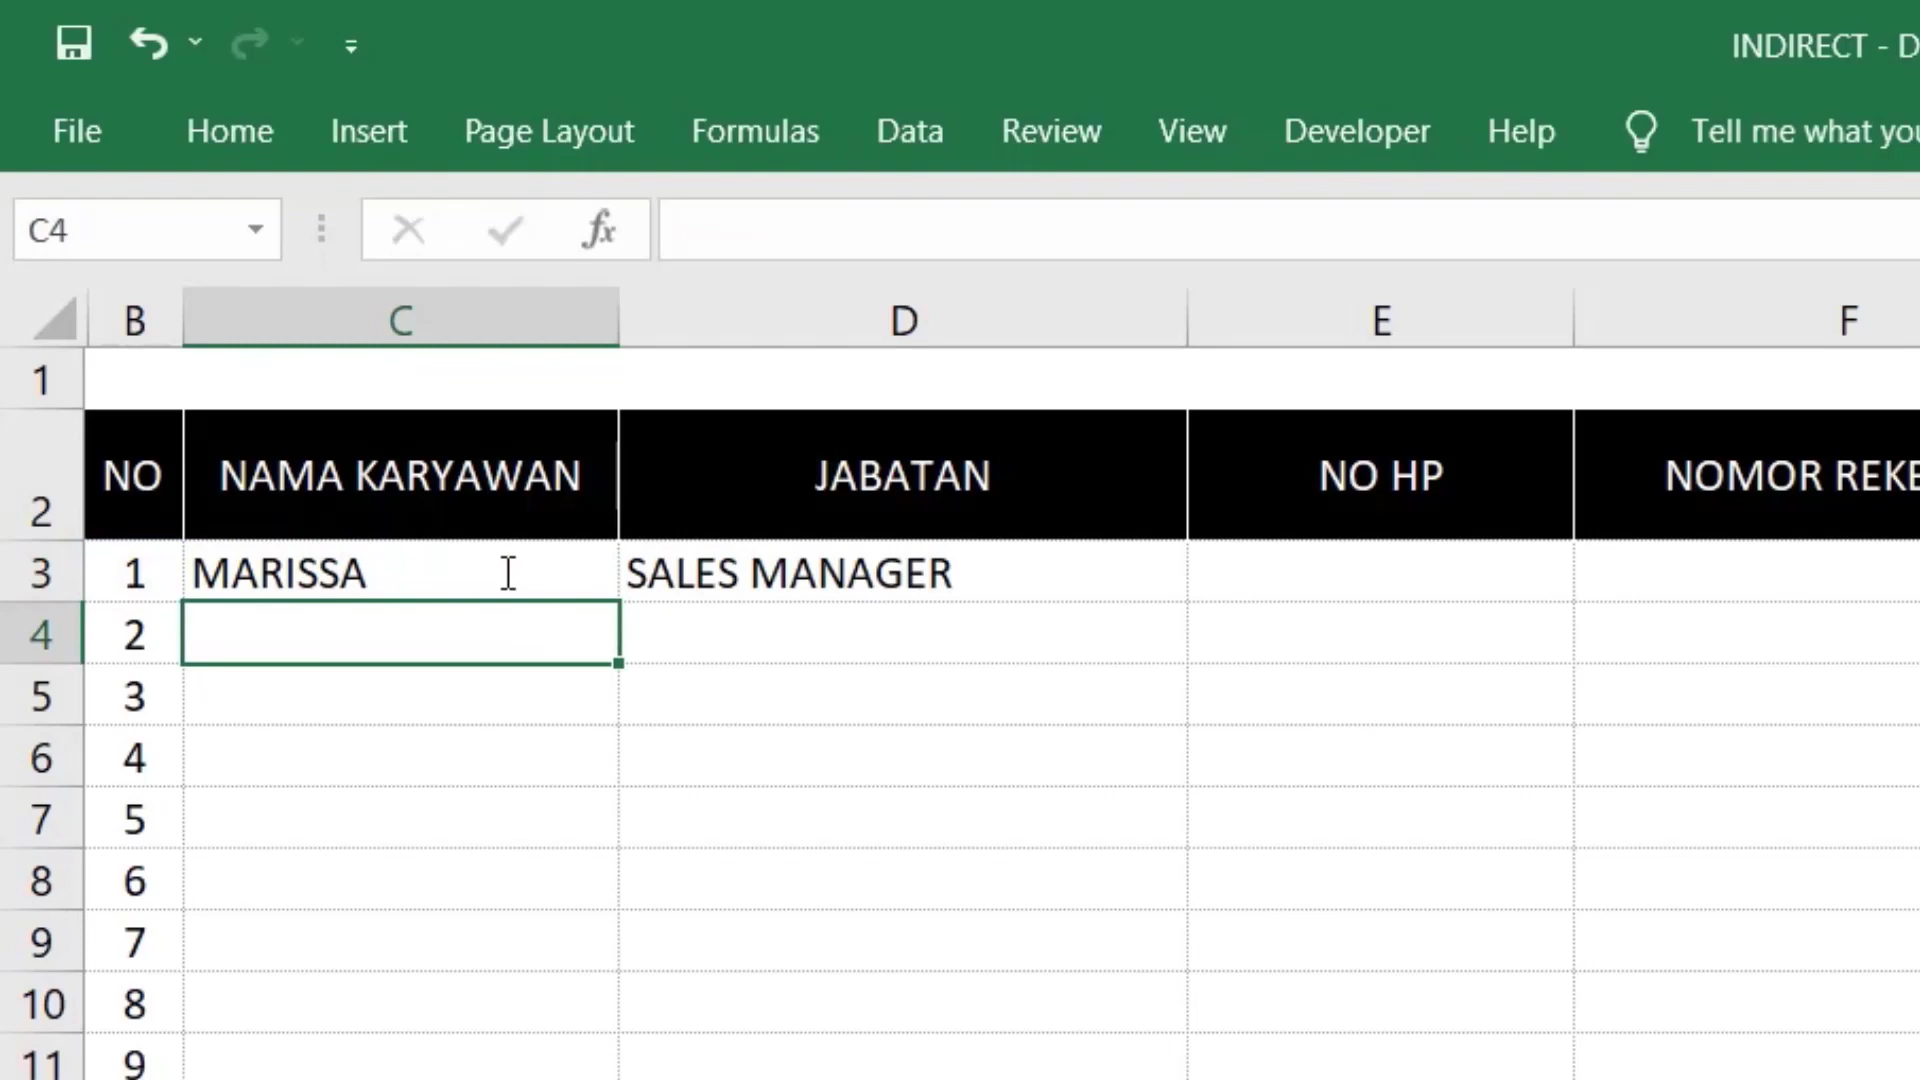 INDIRECT - D
File Home Insert Page Layout Formulas Data Review View Developer Help Tell me what you
C4 fx
B C D E F
1
2 NO NAMA KARYAWAN JABATAN NO HP NOMOR REKE
3 1 MARISSA SALES MANAGER
4 2
5 3
6 4
7 5
8 6
9 7
10 8
11 9